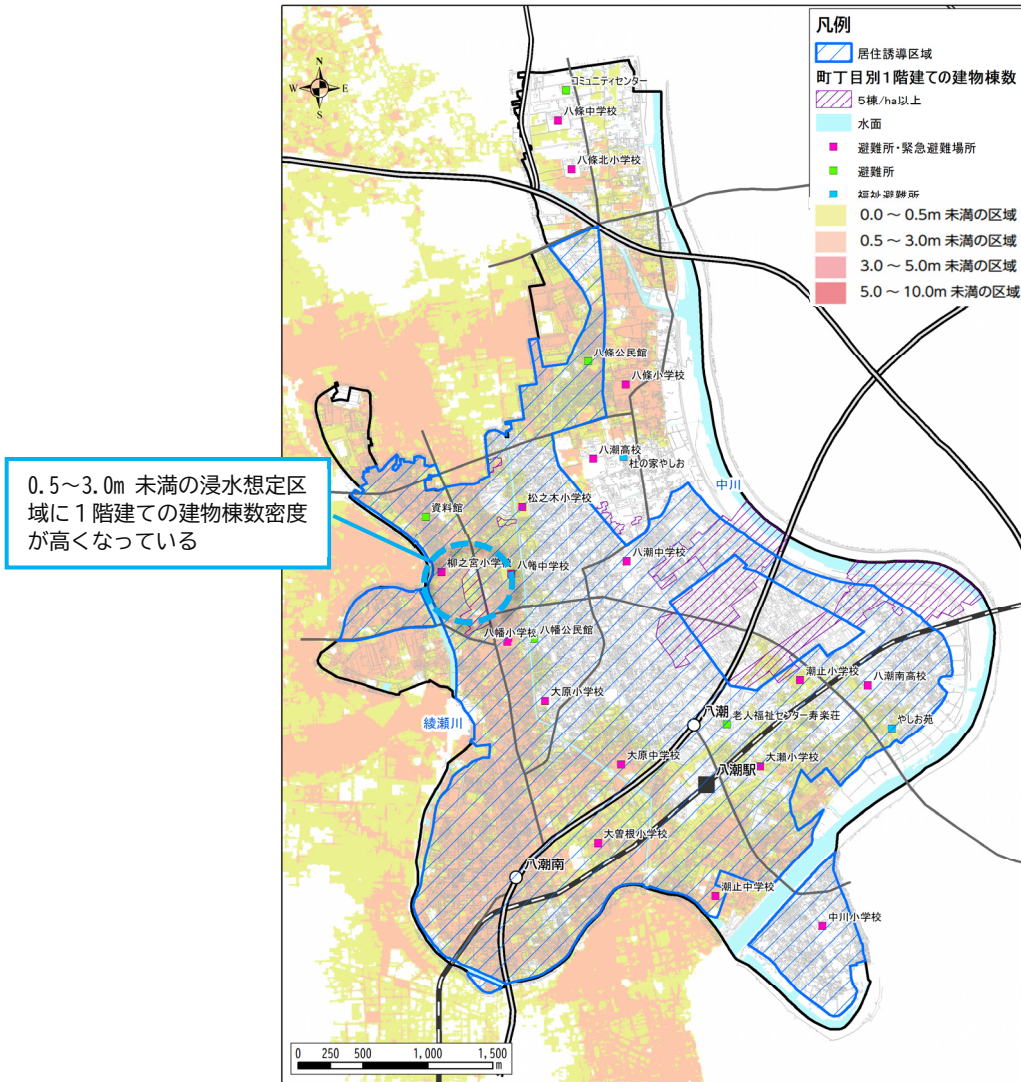 凡例
居住誘導区域
町丁目別1階建ての建物棟数
5棟/ha以上
水面
避難所・緊急避難場所
避難所
福祉避難所
0.0 ～ 0.5m 未満の区域
0.5 ～ 3.0m 未満の区域
3.0 ～ 5.0m 未満の区域
5.0 ～ 10.0m 未満の区域
N
W
E
S
コミュニティセンター
八條中学校
八條北小学校
八條公民館
八條小学校
八潮高校
杜の家やしお
中川
0.5～3.0m 未満の浸水想定区
域に１階建ての建物棟数密度
が高くなっている
資料館
松之木小学校
八潮中学校
柳之宮小学校
八幡中学校
八幡小学校
八幡公民館
潮止小学校
八潮南高校
大原小学校
綾瀬川
八潮
老人福祉センター寿楽荘
やしお苑
大原中学校
大瀬小学校
八潮駅
大曽根小学校
八潮南
潮止中学校
中川小学校
0 250 500 1,000 1,500
m